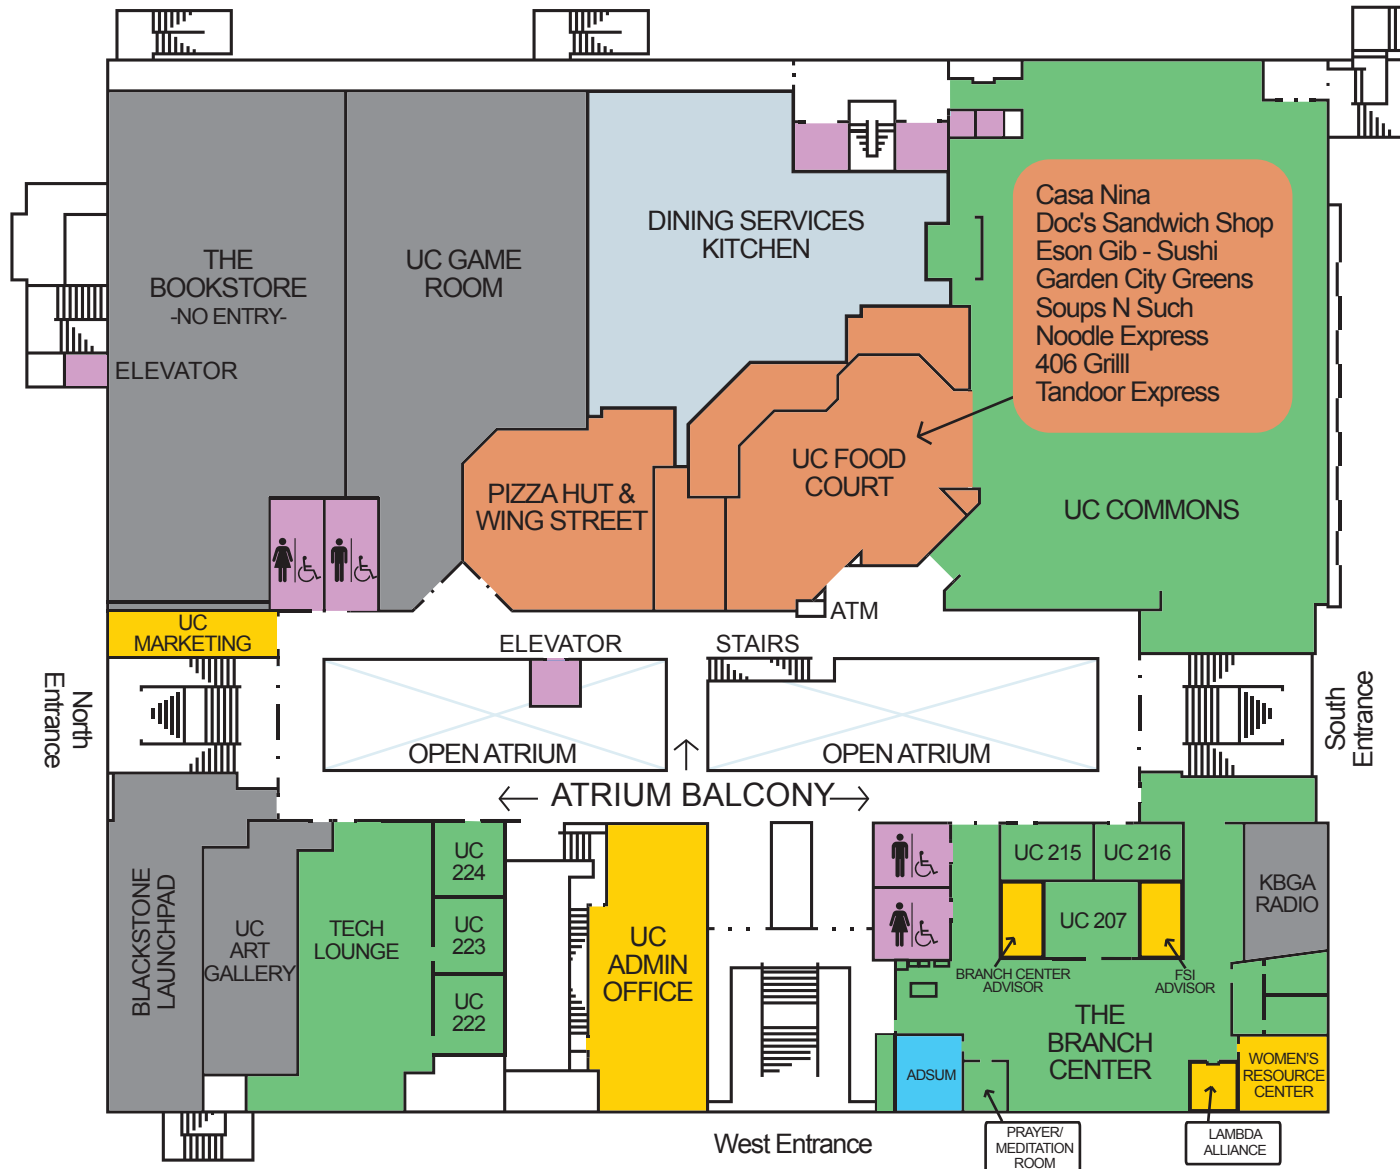 Casa Nina
Doc's Sandwich Shop
Eson Gib - Sushi
Garden City Greens
Soups N Such
Noodle Express
406 Grilll
Tandoor Express
THE
BOOKSTORE
-NO ENTRY-
UC GAME
ROOM
DINING SERVICES
KITCHEN
ELEVATOR
PIZZA HUT &
WING STREET
UC FOOD
COURT
UC COMMONS
ATM
UC
MARKETING
ELEVATOR
STAIRS
North
Entrance
OPEN ATRIUM
OPEN ATRIUM
South
Entrance
ATRIUM BALCONY
BLACKSTONE
LAUNCHPAD
UC
ART
GALLERY
TECH
LOUNGE
UC
224
UC
223
UC
222
UC
ADMIN
OFFICE
UC 215
UC 216
UC 207
KBGA
RADIO
BRANCH CENTER
ADVISOR
FSI
ADVISOR
THE
BRANCH
CENTER
ADSUM
WOMEN'S
RESOURCE
CENTER
West Entrance
PRAYER/
MEDITATION
ROOM
LAMBDA
ALLIANCE